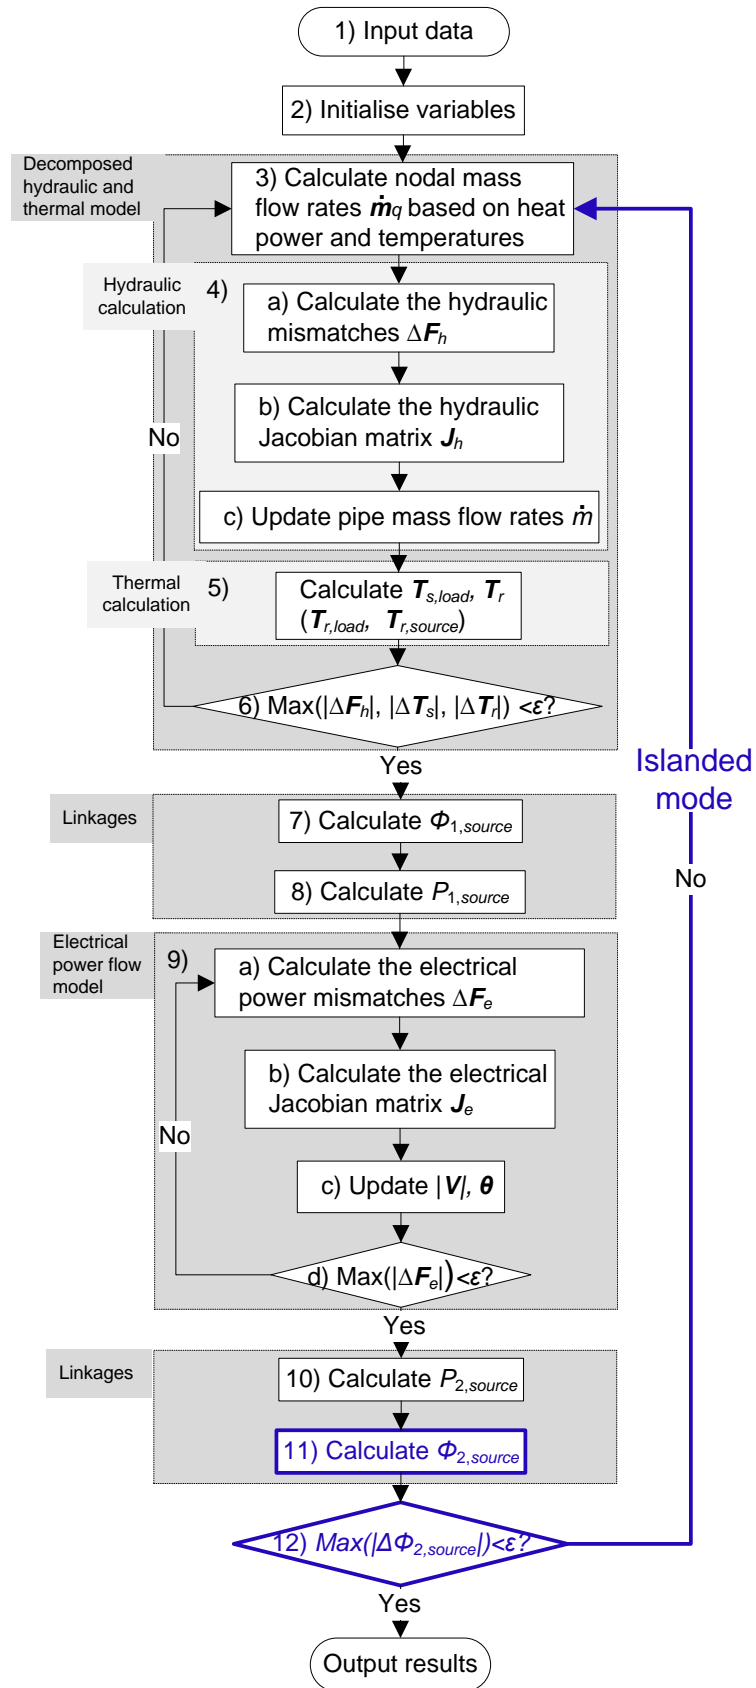 1) Input data
2) Initialise variables
Decomposed
hydraulic and
thermal model
3) Calculate nodal mass
flow rates ṁq based on heat
power and temperatures
Hydraulic
calculation
4)
a) Calculate the hydraulic
mismatches ΔFh
b) Calculate the hydraulic
Jacobian matrix Jh
No
c) Update pipe mass flow rates ṁ
Thermal
calculation
5)
Calculate Ts,load, Tr
(Tr,load, Tr,source)
6) Max(|ΔFh|, |ΔTs|, |ΔTr|) <ε?
Yes
Islanded
mode
No
Linkages
7) Calculate Φ1,source
8) Calculate P1,source
Electrical
power flow
model
9)
a) Calculate the electrical
power mismatches ΔFe
b) Calculate the electrical
Jacobian matrix Je
No
c) Update |V|, θ
d) Max(|ΔFe|)<ε?
Yes
Linkages
10) Calculate P2,source
11) Calculate Φ2,source
12) Max(|ΔΦ2,source|)<ε?
Yes
Output results